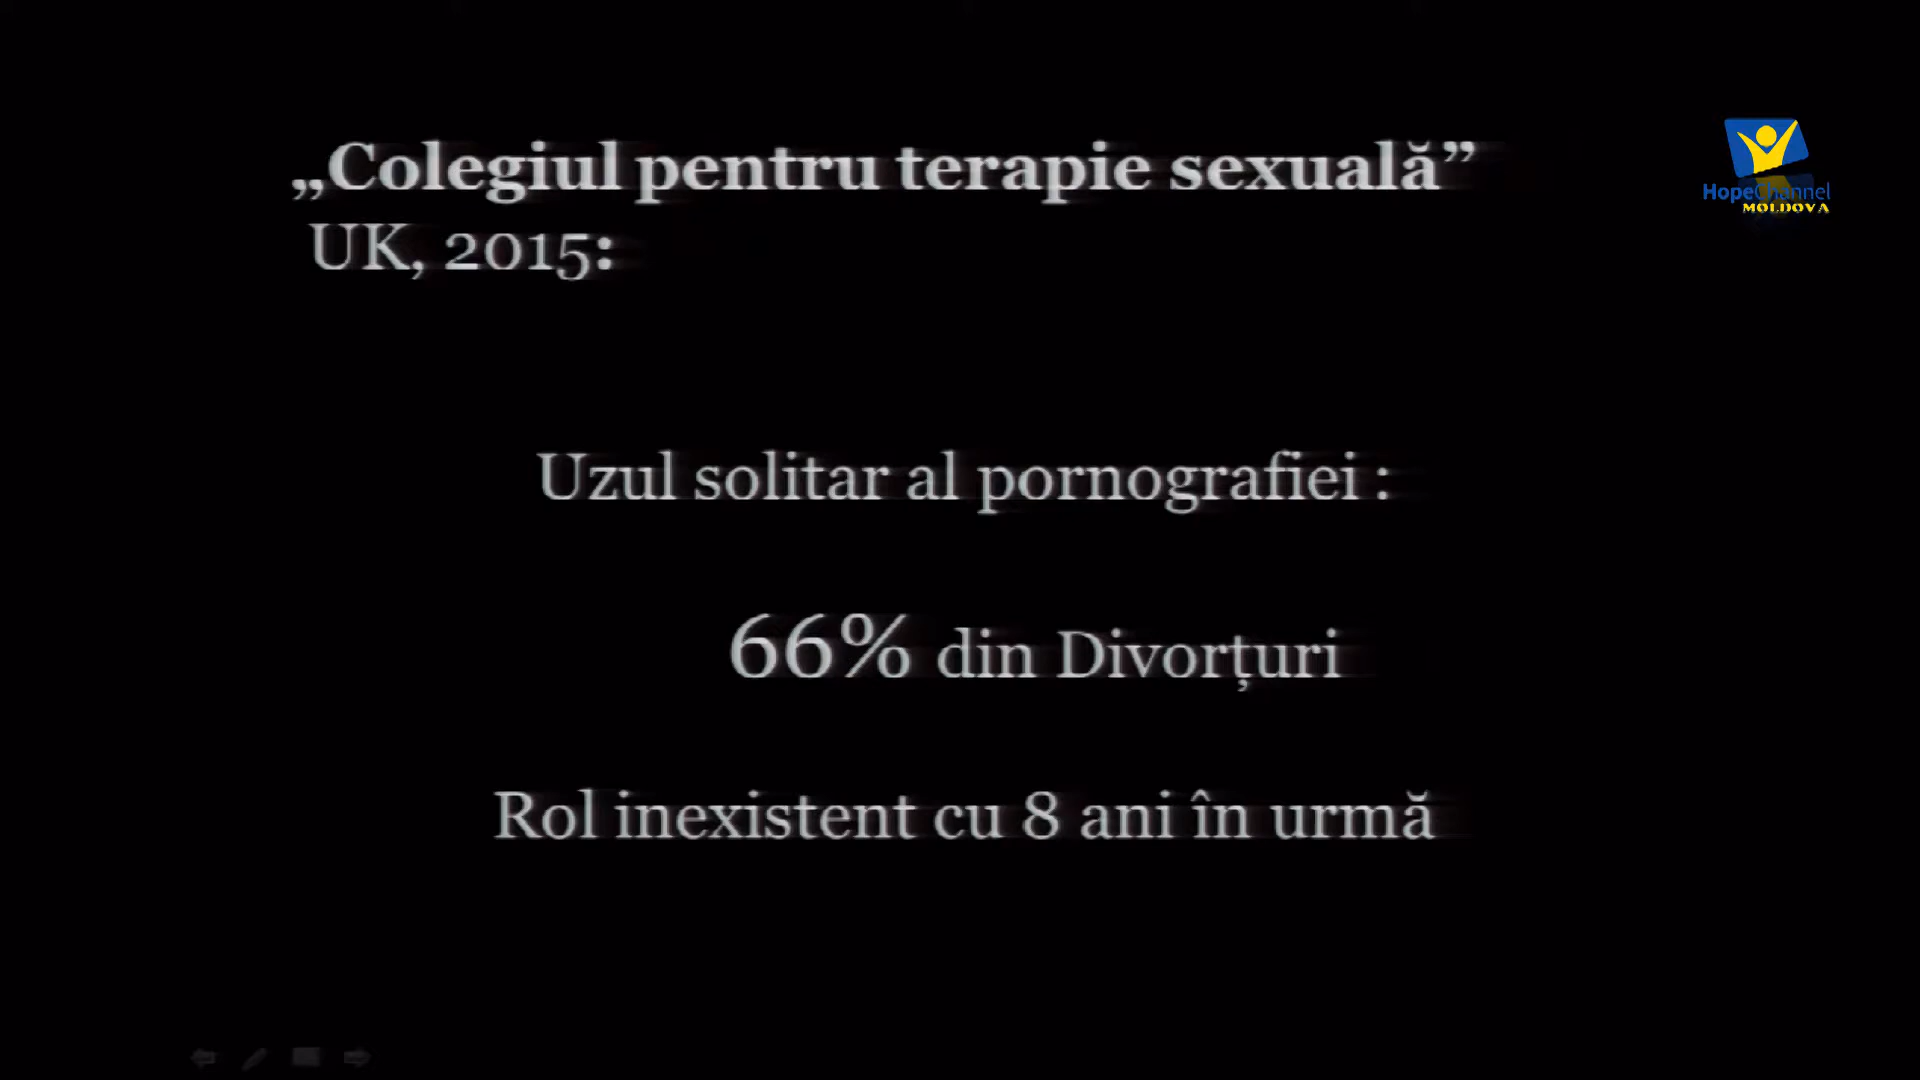 „Colegiul pentru terapie sexuală”
UK, 2015:
HopeChannel
MOLDOVA
Uzul solitar al pornografiei :
66% din Divorțuri
Rol inexistent cu 8 ani în urmă